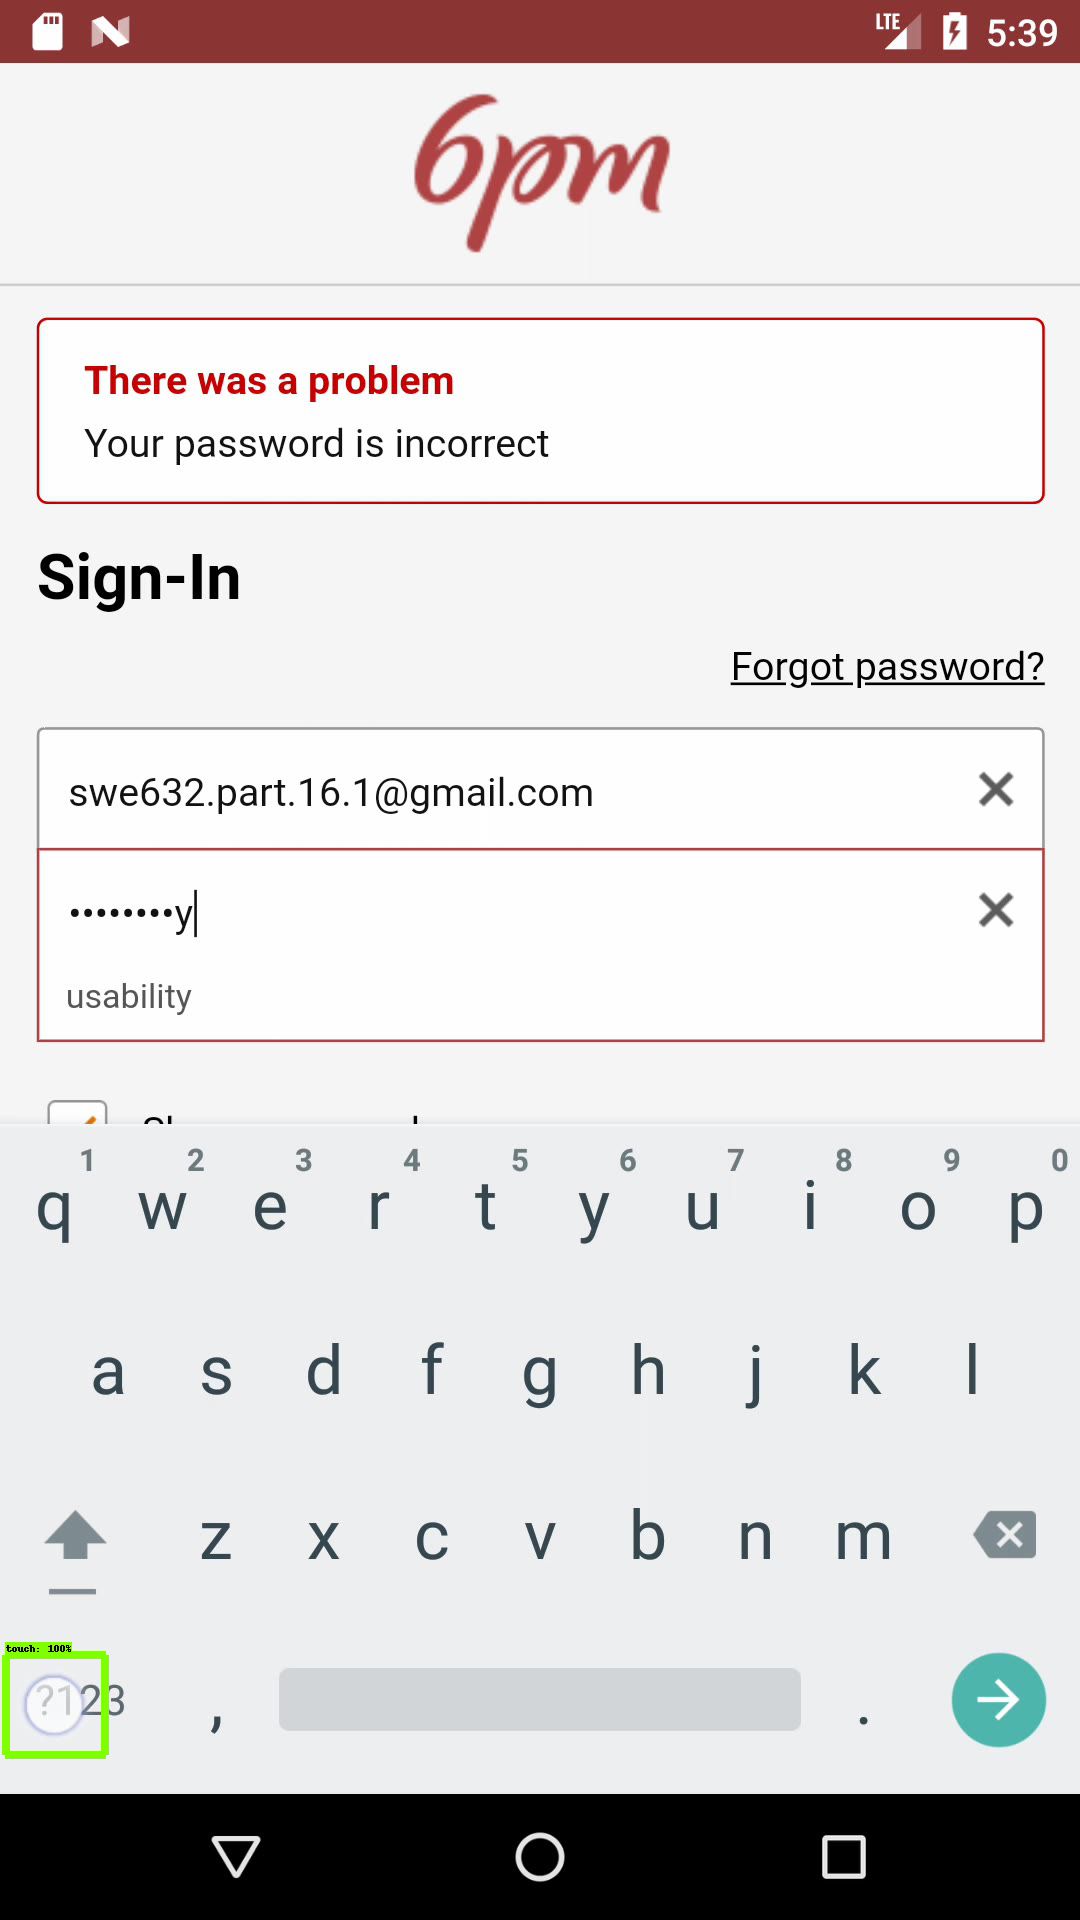 LTE 5:39
6pm
There was a problem
Your password is incorrect
Sign-In
Forgot password?
swe632.part.16.1@gmail.com
••••••••y
usability
1 2 3 4 5 6 7 8 9 0
q w e r t y u i o p
a s d f g h j k l
z x c v b n m
touch: 100%
?123 , .